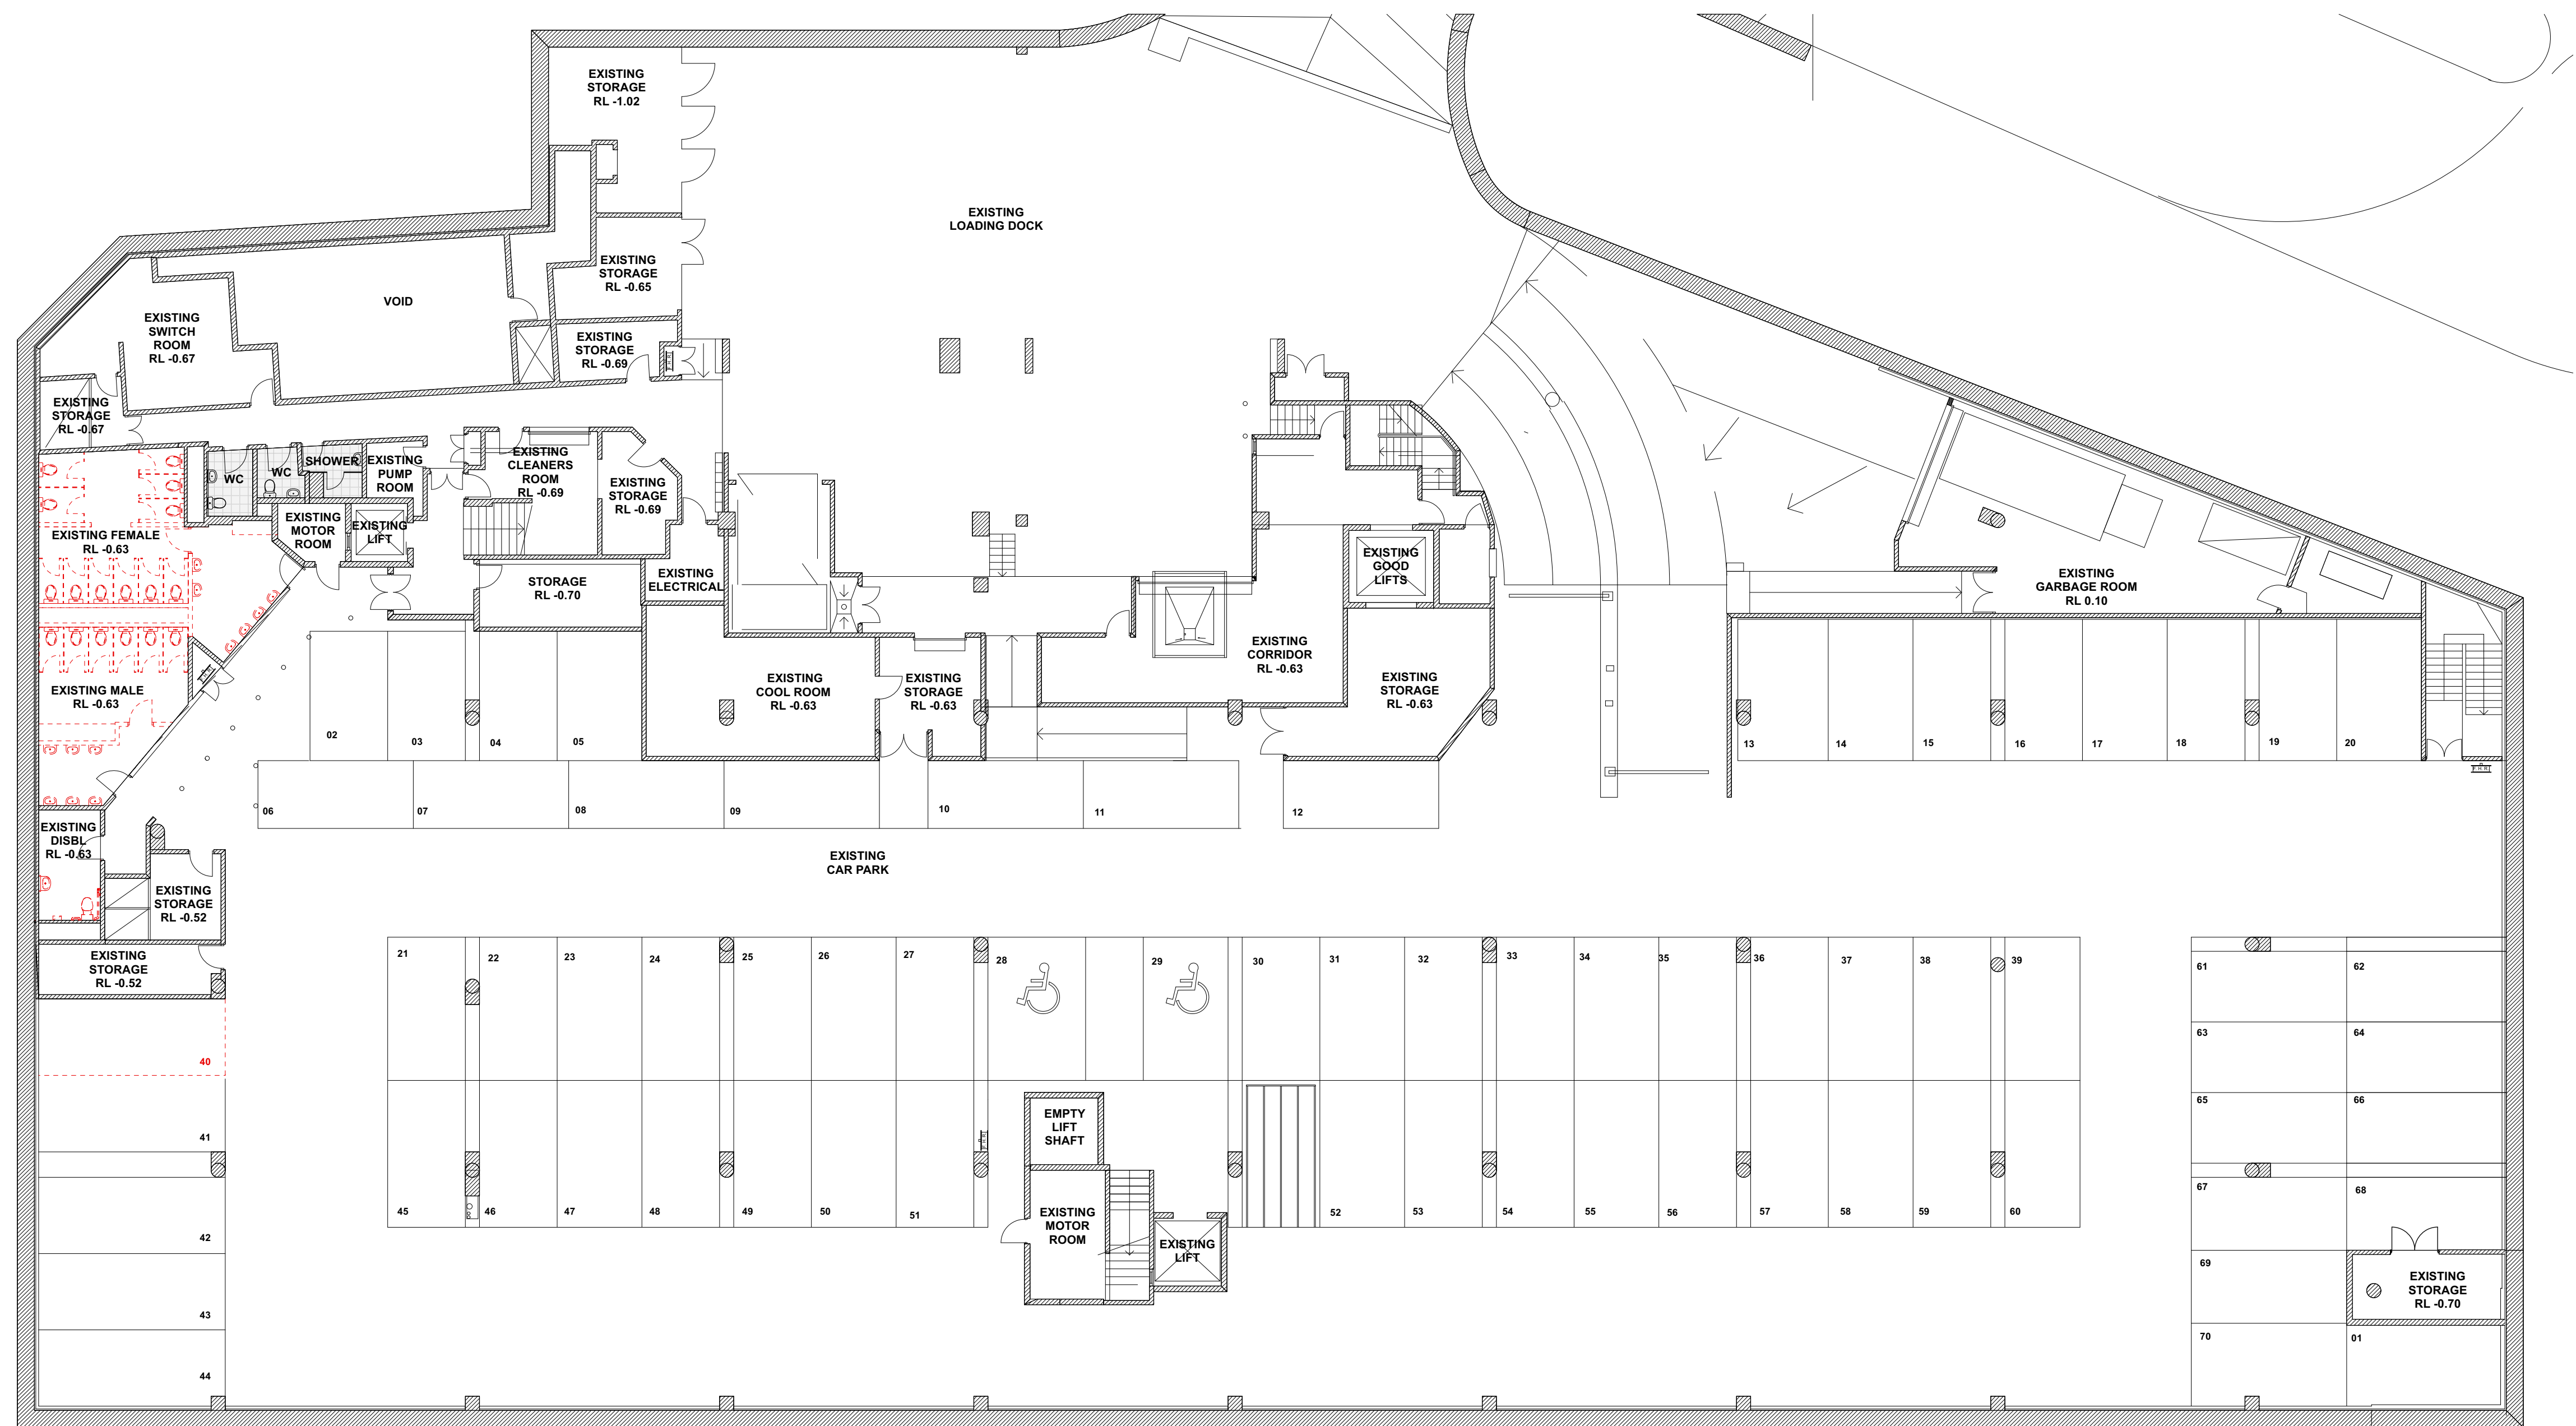 EXISTING
STORAGE
RL -1.02
EXISTING
LOADING DOCK
EXISTING
STORAGE
RL -0.65
VOID
EXISTING
SWITCH
ROOM
RL -0.67
EXISTING
STORAGE
RL -0.69
EXISTING
STORAGE
RL -0.67
WC
WC
SHOWER
EXISTING
PUMP
ROOM
EXISTING
CLEANERS
ROOM
RL -0.69
EXISTING
STORAGE
RL -0.69
EXISTING
MOTOR
ROOM
EXISTING
LIFT
EXISTING FEMALE
RL -0.63
STORAGE
RL -0.70
EXISTING
ELECTRICAL
EXISTING
GOOD
LIFTS
EXISTING
GARBAGE ROOM
RL 0.10
EXISTING
CORRIDOR
RL -0.63
EXISTING MALE
RL -0.63
EXISTING
COOL ROOM
RL -0.63
EXISTING
STORAGE
RL -0.63
EXISTING
STORAGE
RL -0.63
02
03
04
05
13
14
15
16
17
18
19
20
FHR
06
07
08
09
10
11
12
EXISTING
DISBL
RL -0.63
EXISTING
CAR PARK
EXISTING
STORAGE
RL -0.52
EXISTING
STORAGE
RL -0.52
21
22
23
24
25
26
27
28
29
30
31
32
33
34
35
36
37
38
39
61
62
63
64
40
65
66
41
EMPTY
LIFT
SHAFT
67
68
45
46
47
48
49
50
51
EXISTING
MOTOR
ROOM
52
53
54
55
56
57
58
59
60
42
EXISTING
LIFT
69
EXISTING
STORAGE
RL -0.70
43
70
01
44